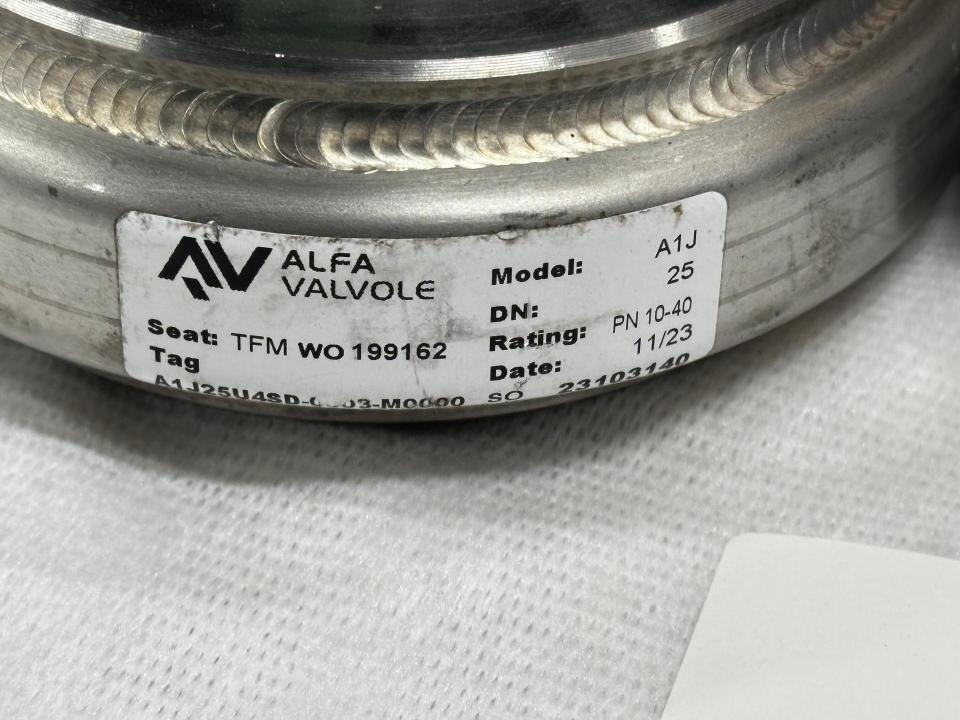 ALFA
VALVOLE
Seat: TFM WO 199162
Tag
Model: A1J
DN: 25
Rating: PN 10-40
Date: 11/23
SO 23103140